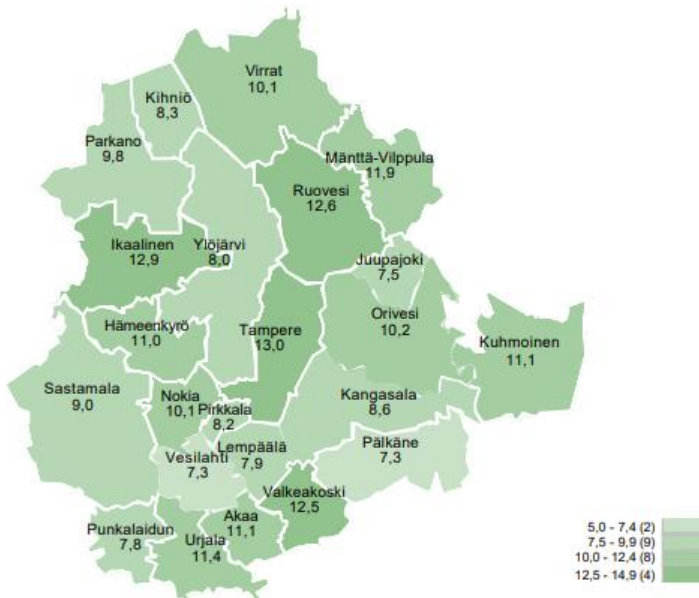 Virrat
10,1
Kihniö
8,3
Parkano
9,8
Mänttä-Vilppula
11,9
Ruovesi
12,6
Ikaalinen
12,9
Ylöjärvi
8,0
Juupajoki
7,5
Hämeenkyrö
11,0
Tampere
13,0
Orivesi
10,2
Kuhmoinen
11,1
Sastamala
9,0
Nokia
10,1
Pirkkala
8,2
Kangasala
8,6
Vesilahti
7,3
Lempäälä
7,9
Pälkäne
7,3
Valkeakoski
12,5
Punkalaidun
7,8
Urjala
11,4
Akaa
11,1
5,0 - 7,4 (2)
7,5 - 9,9 (9)
10,0 - 12,4 (8)
12,5 - 14,9 (4)